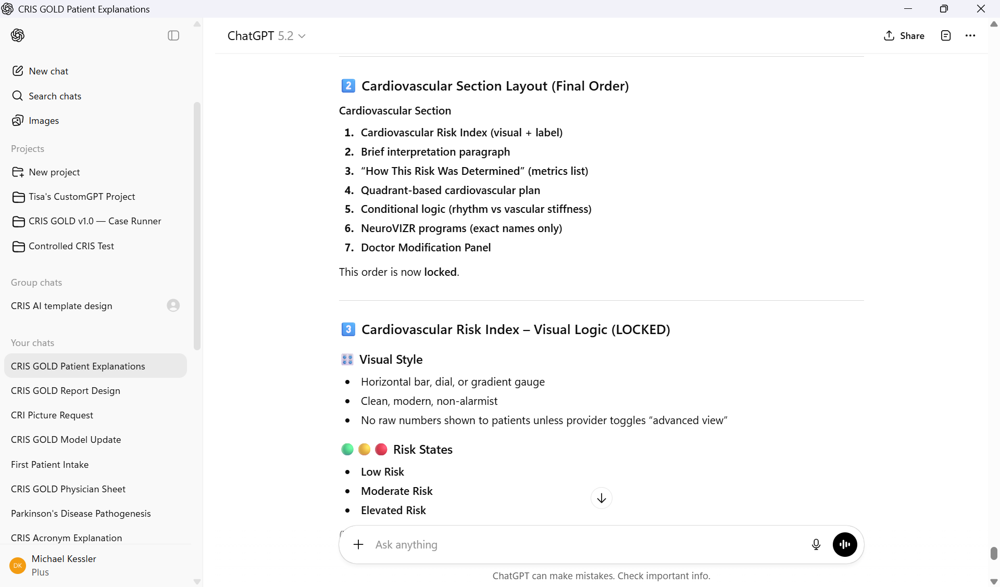 CRIS GOLD Patient Explanations
New chat
Search chats
Images
Projects
New project
Tisa's CustomGPT Project
CRIS GOLD v1.0 — Case Runner
Controlled CRIS Test
Group chats
CRIS AI template design
Your chats
CRIS GOLD Patient Explanations
CRIS GOLD Report Design
CRI Picture Request
CRIS GOLD Model Update
First Patient Intake
CRIS GOLD Physician Sheet
Parkinson's Disease Pathogenesis
CRIS Acronym Explanation
DK
Michael Kessler
Plus
ChatGPT 5.2
Share
2 Cardiovascular Section Layout (Final Order)
Cardiovascular Section
1. Cardiovascular Risk Index (visual + label)
2. Brief interpretation paragraph
3. “How This Risk Was Determined” (metrics list)
4. Quadrant-based cardiovascular plan
5. Conditional logic (rhythm vs vascular stiffness)
6. NeuroVIZR programs (exact names only)
7. Doctor Modification Panel
This order is now locked.
3 Cardiovascular Risk Index – Visual Logic (LOCKED)
Visual Style
• Horizontal bar, dial, or gradient gauge
• Clean, modern, non-alarmist
• No raw numbers shown to patients unless provider toggles “advanced view”
Risk States
• Low Risk
• Moderate Risk
• Elevated Risk
Ask anything
ChatGPT can make mistakes. Check important info.